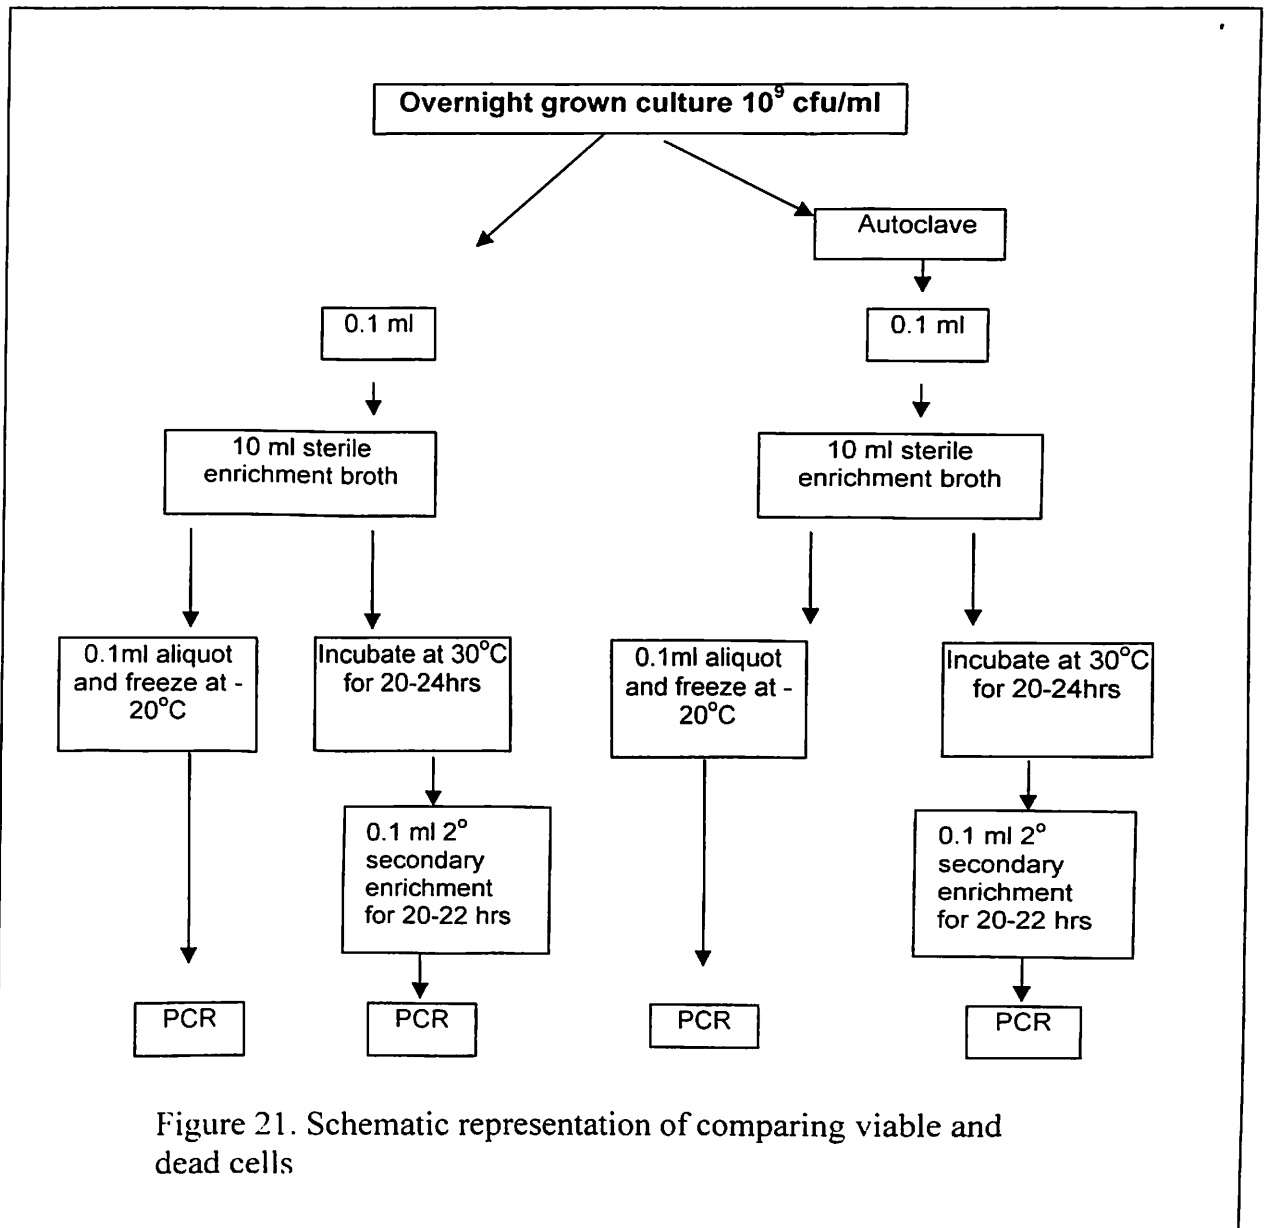 Overnight grown culture 10⁹ cfu/ml
Autoclave
0.1 ml
0.1 ml
10 ml sterile
enrichment broth
10 ml sterile
enrichment broth
0.1ml aliquot
and freeze at -
20°C
Incubate at 30°C
for 20-24hrs
0.1ml aliquot
and freeze at -
20°C
Incubate at 30°C
for 20-24hrs
0.1 ml 2°
secondary
enrichment
for 20-22 hrs
0.1 ml 2°
secondary
enrichment
for 20-22 hrs
PCR
PCR
PCR
PCR
Figure 21. Schematic representation of comparing viable and
dead cells